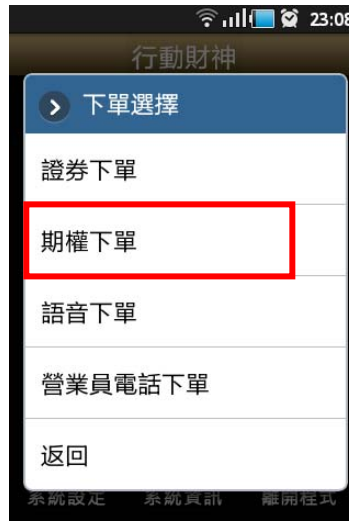 23:08
行動財神
下單選擇
證券下單
期權下單
語音下單
營業員電話下單
返回
系統設定 系統資訊 離開程式